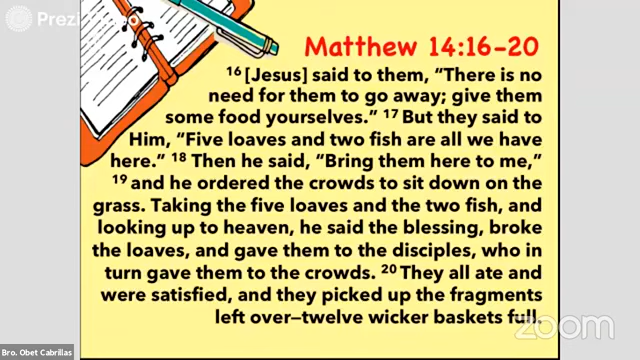 Prezi Video
Matthew 14:16-20
16 [Jesus] said to them, “There is no
need for them to go away; give them
some food yourselves.” 17 But they said to
Him, “Five loaves and two fish are all we have
here.” 18 Then he said, “Bring them here to me,”
19 and he ordered the crowds to sit down on the
grass. Taking the five loaves and the two fish, and
looking up to heaven, he said the blessing, broke
the loaves, and gave them to the disciples, who in
turn gave them to the crowds. 20 They all ate and
were satisfied, and they picked up the fragments
left over—twelve wicker baskets full.
zoom
Bro. Obet Cabrillas